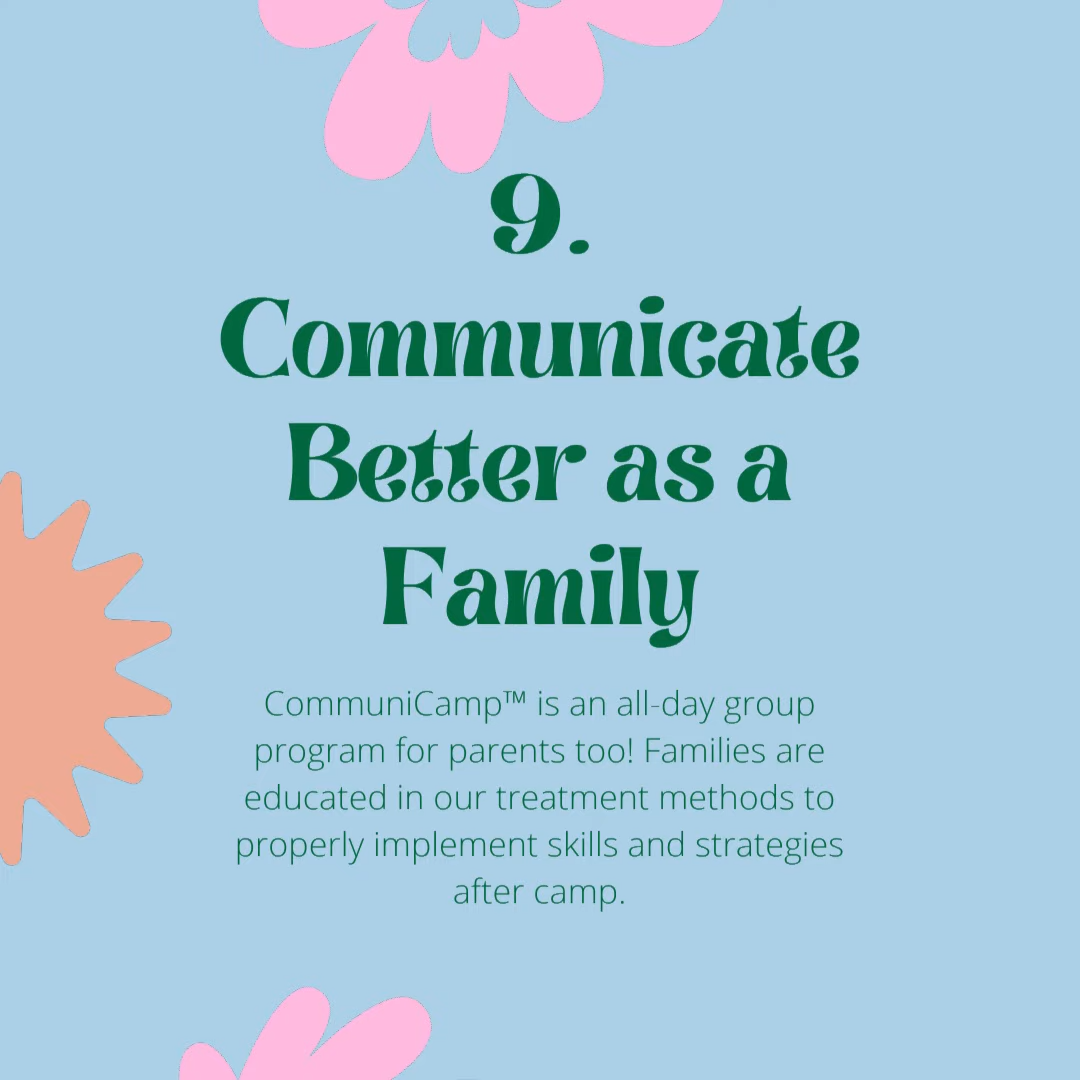 9.
Communicate
Better as a
Family
CommuniCamp™ is an all-day group
program for parents too! Families are
educated in our treatment methods to
properly implement skills and strategies
after camp.